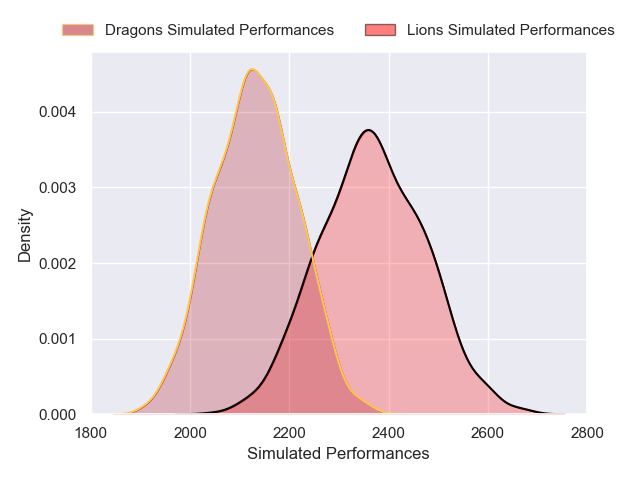 Dragons Simulated Performances
Lions Simulated Performances
0.004
0.003
0.002
0.001
0.000
Density
1800 2000 2200 2400 2600 2800
Simulated Performances